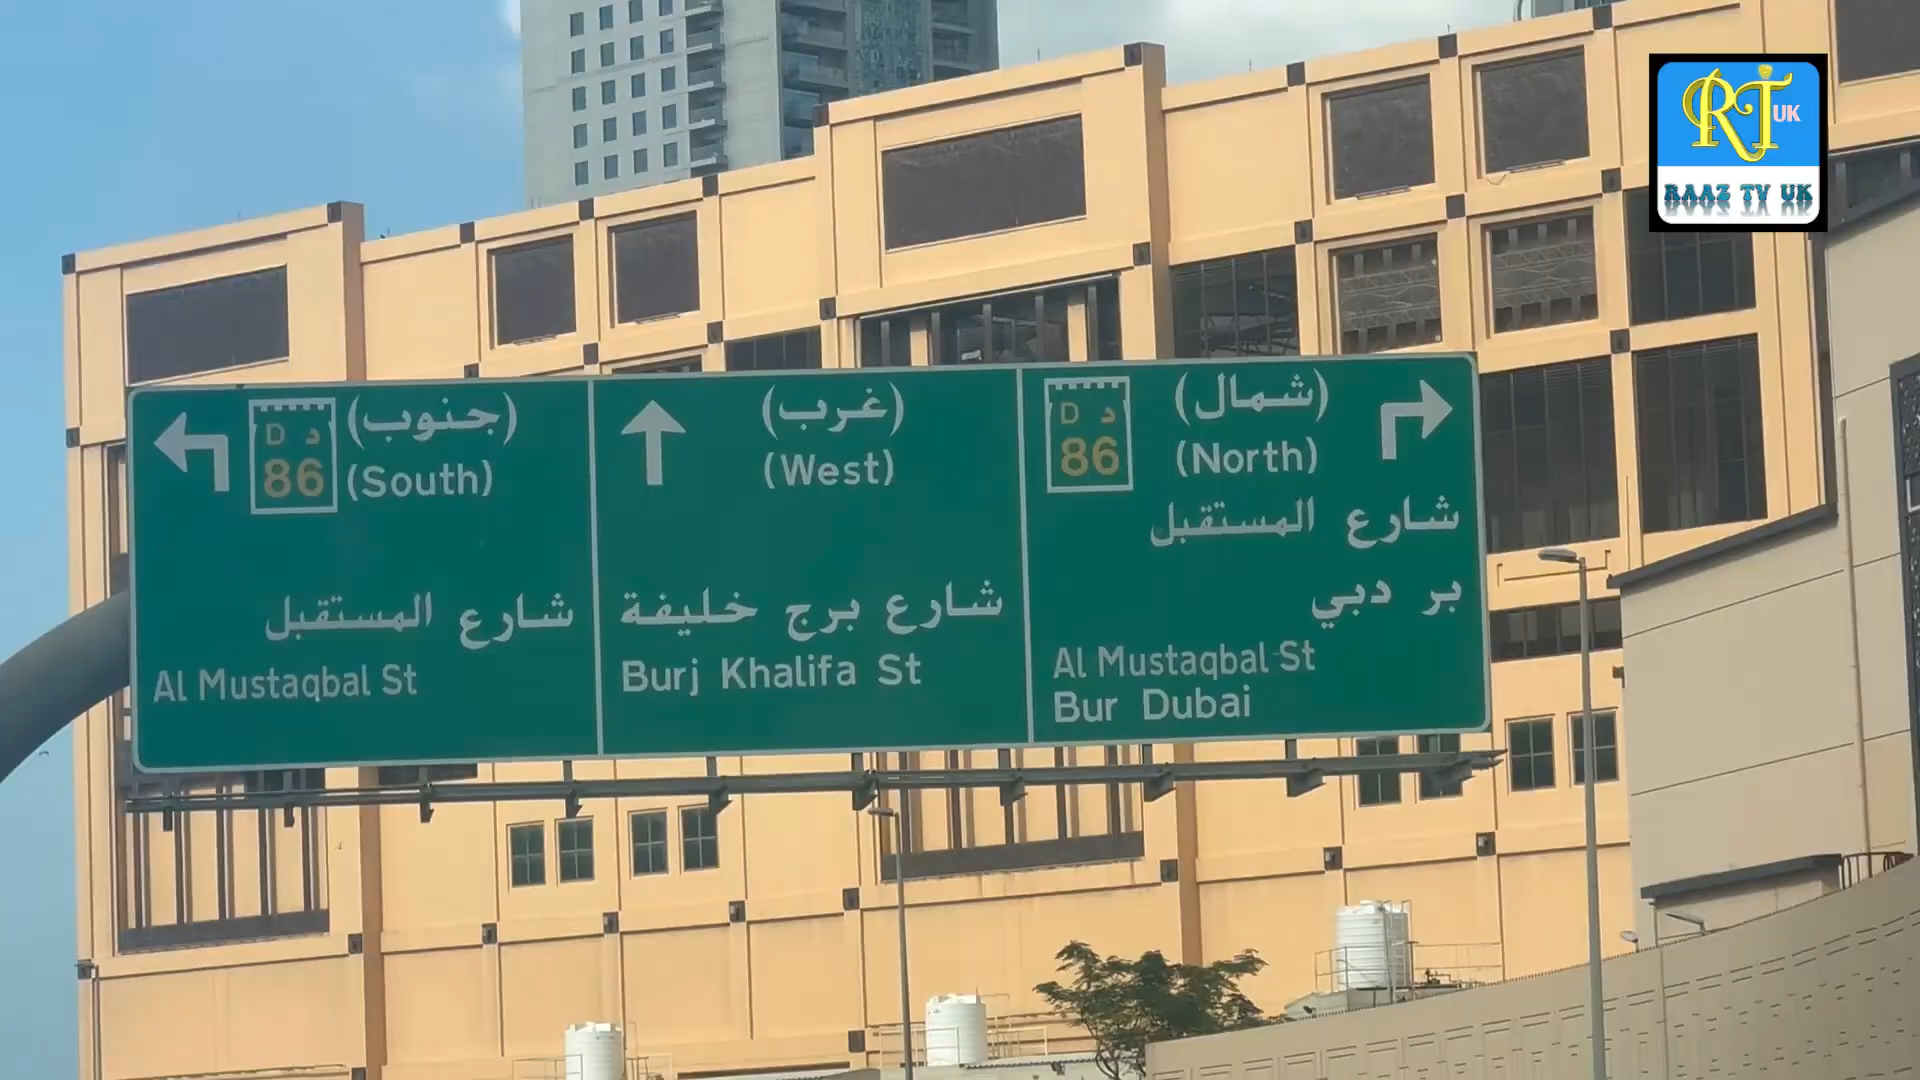 D د
86
(جنوب)
(South)
شارع المستقبل
Al Mustaqbal St
(غرب)
(West)
شارع برج خليفة
Burj Khalifa St
D د
86
(شمال)
(North)
شارع المستقبل
بر دبي
Al Mustaqbal St
Bur Dubai
RT UK
RAAZ TV UK